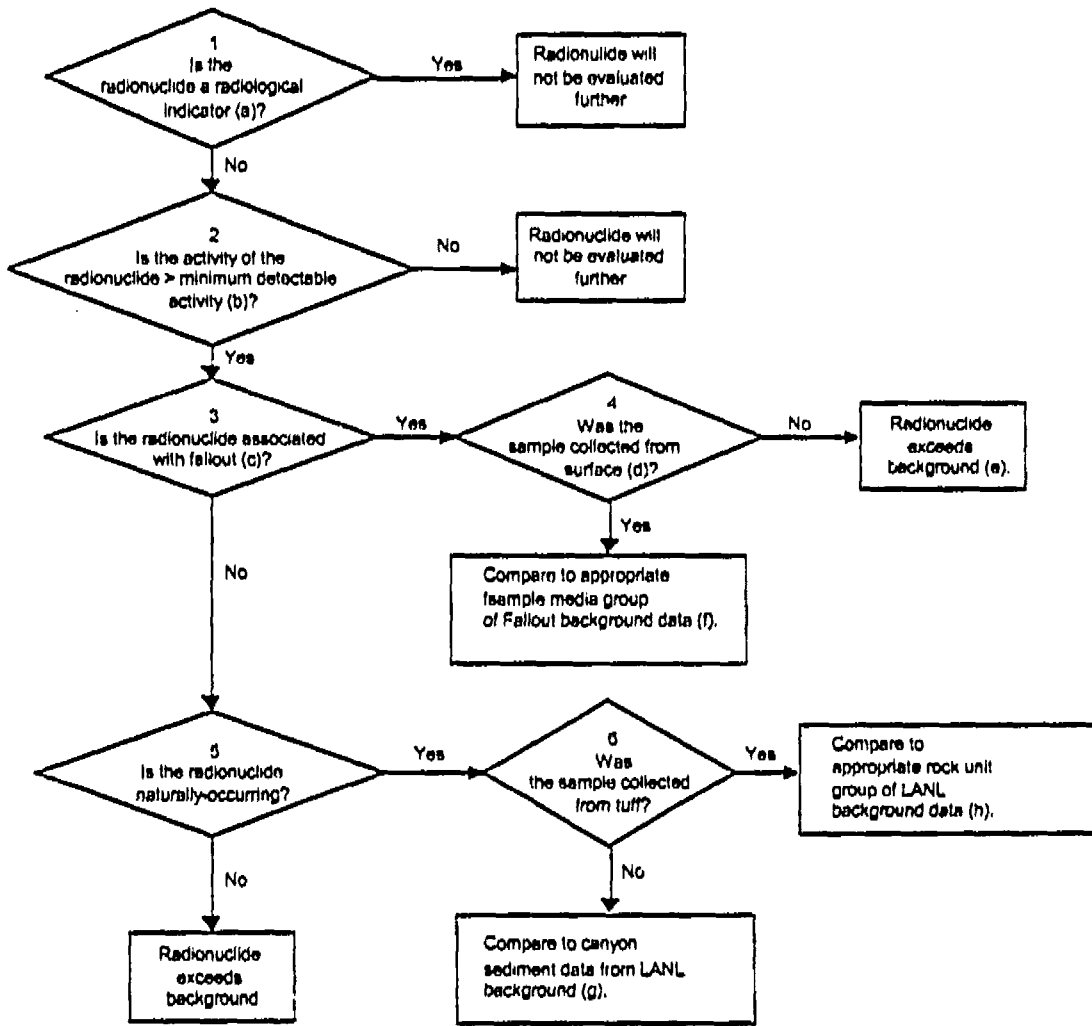 1
Is the
radionuclide a radiological
indicator (a)?
Yes
Radionulide will
not be evaluated
further
No
2
Is the activity of the
radionuclide > minimum detectable
activity (b)?
No
Radionuclide will
not be evaluated
further
Yes
3
Is the radionuclide associated
with fallout (c)?
Yes
4
Was the
sample collected from
surface (d)?
No
Radionuclide
exceeds
background (e).
Yes
Compare to appropriate
fsample media group
of Fallout background data (f).
No
5
Is the radionuclide
naturally-occurring?
Yes
6
Was
the sample collected
from tuff?
Yes
Compare to
appropriate rock unit
group of LANL
background data (h).
No
Radionuclide
exceeds
background
No
Compare to canyon
sediment data from LANL
background (g).